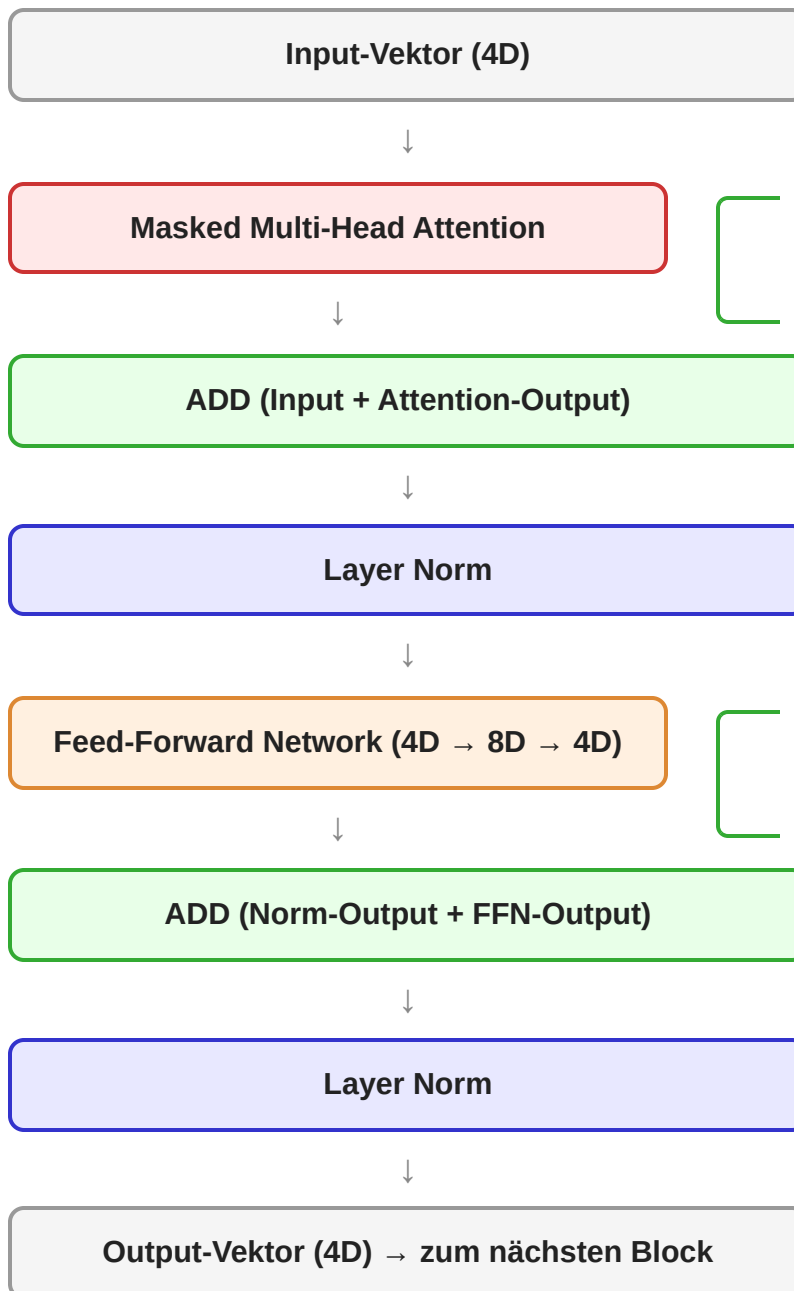 Input-Vektor (4D)
↓
Masked Multi-Head Attention
↓
ADD (Input + Attention-Output)
↓
Layer Norm
↓
Feed-Forward Network (4D → 8D → 4D)
↓
ADD (Norm-Output + FFN-Output)
↓
Layer Norm
↓
Output-Vektor (4D) → zum nächsten Block